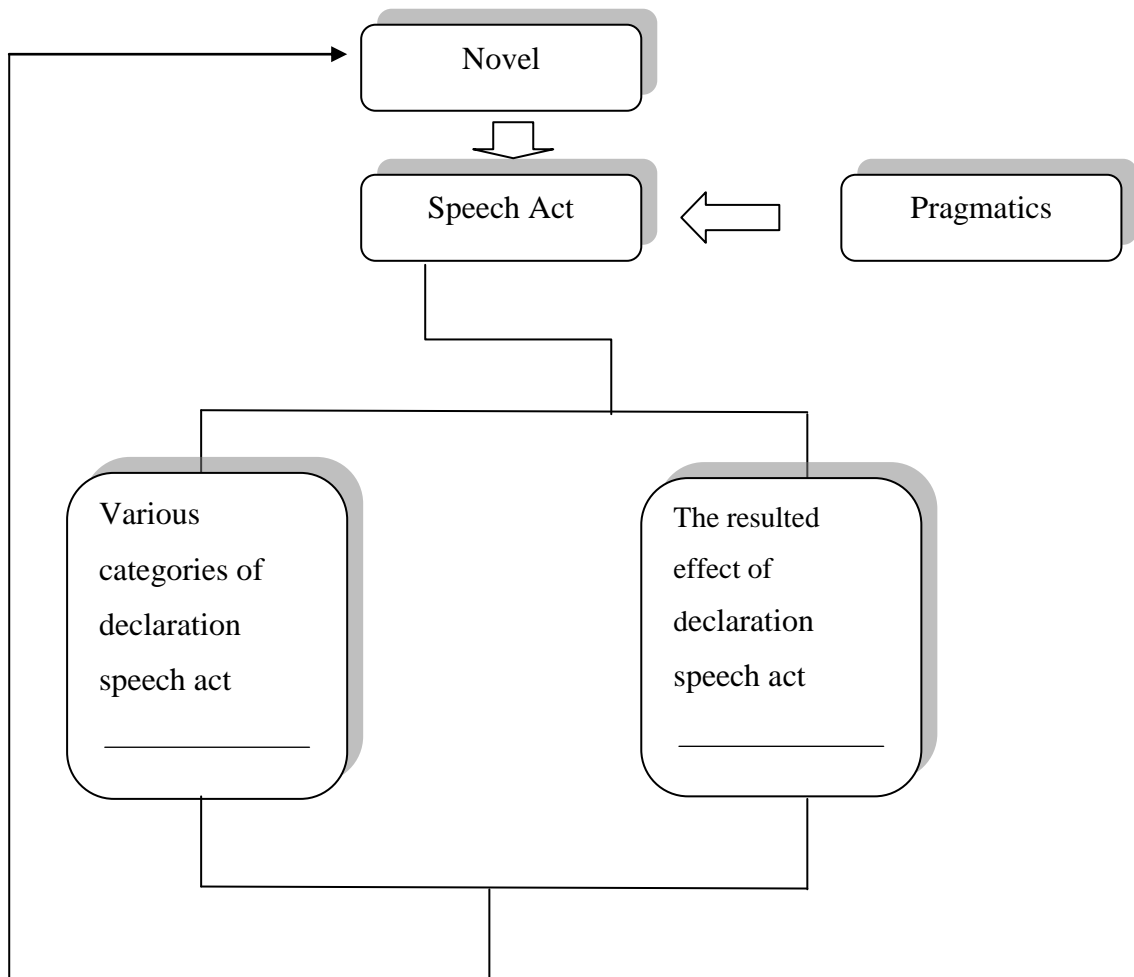 Novel
Speech Act
Pragmatics
Various
categories of
declaration
speech act
The resulted
effect of
declaration
speech act